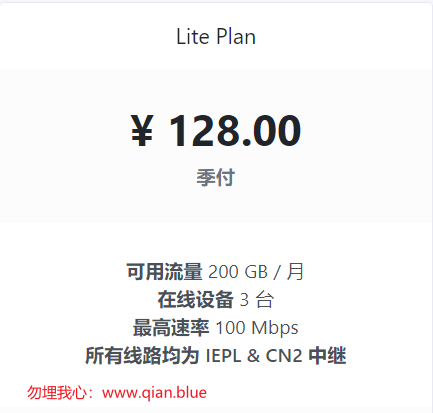 Lite Plan
¥ 128.00
季付
可用流量 200 GB / 月
在线设备 3 台
最高速率 100 Mbps
所有线路均为 IEPL & CN2 中继
勿埋我心：www.qian.blue